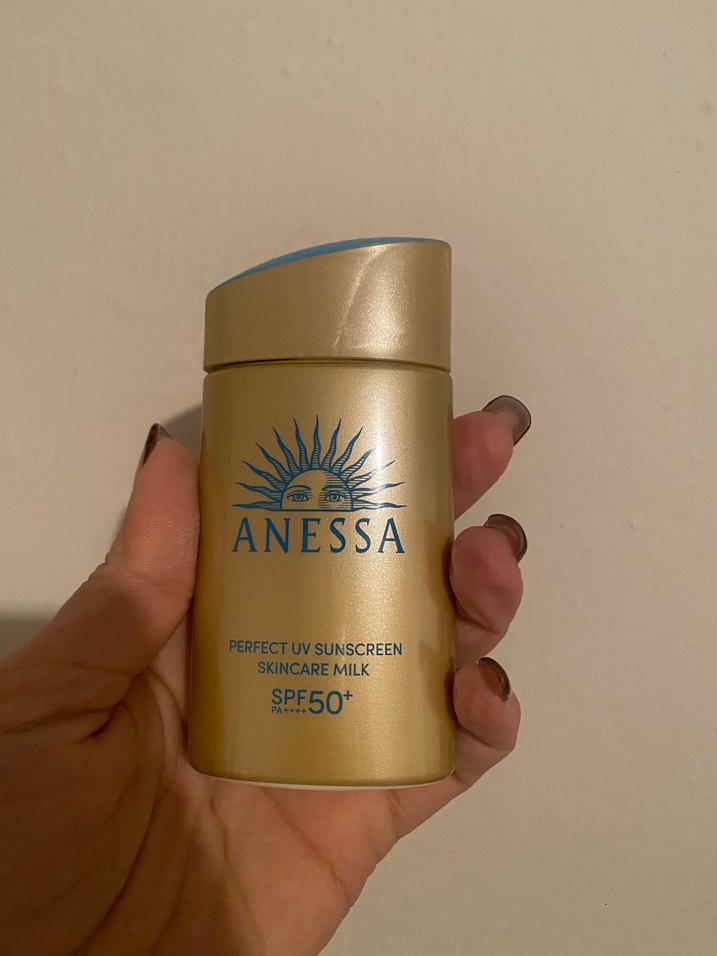 ANESSA
PERFECT UV SUNSCREEN
SKINCARE MILK
SPF50+
PA++++